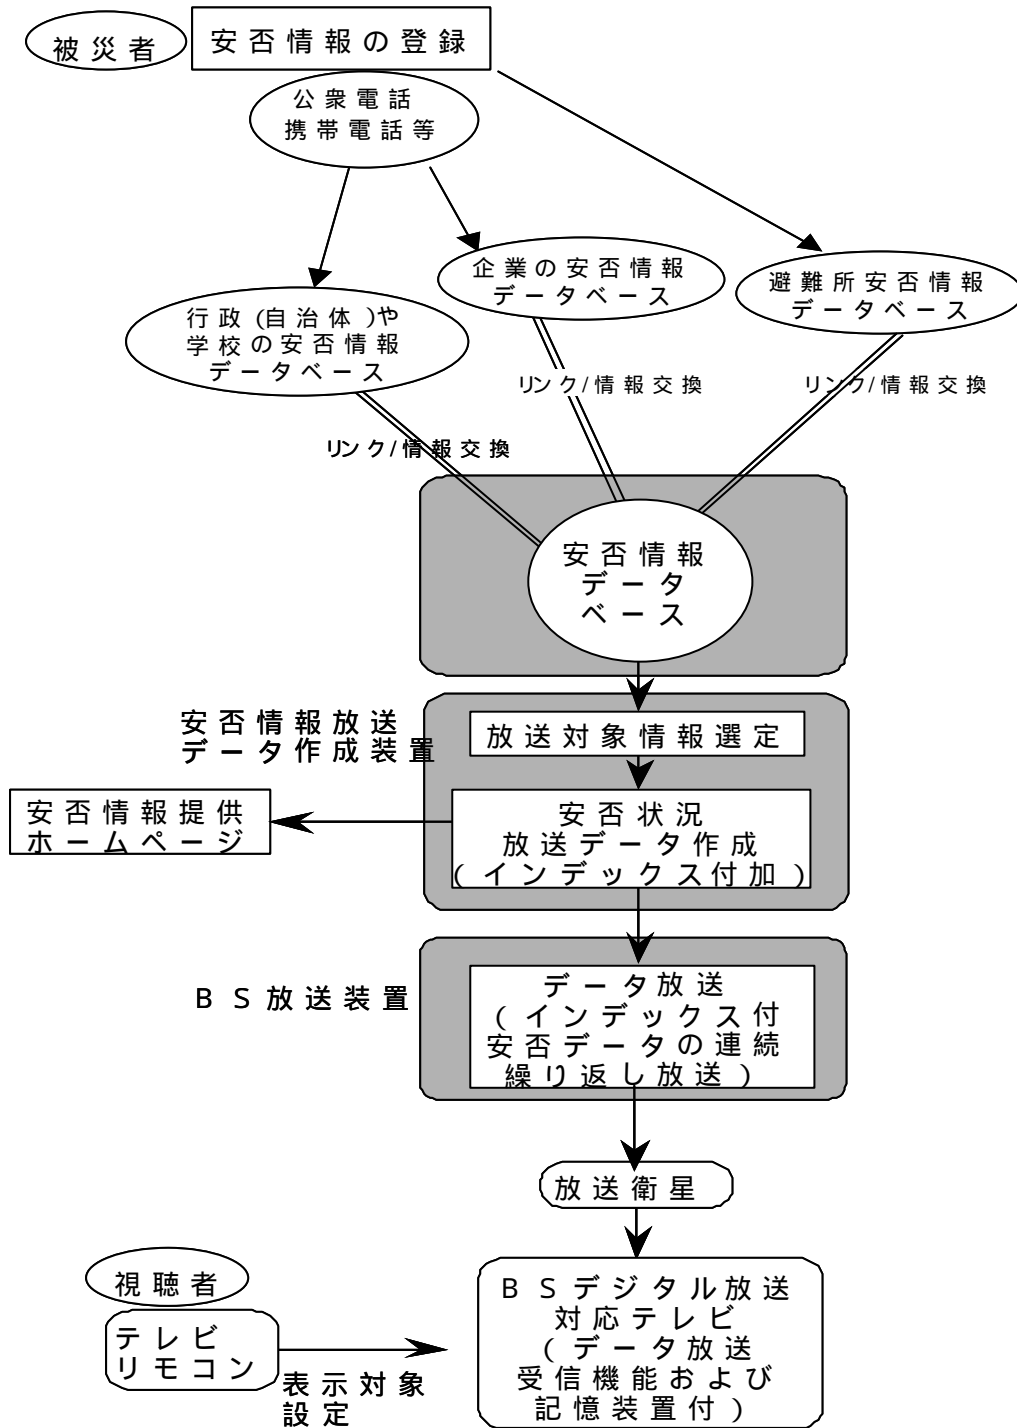 被災者
安否情報の登録
公衆電話
携帯電話等
企業の安否情報
データベース
避難所安否情報
データベース
行政(自治体)や
学校の安否情報
データベース
リンク/情報交換
リンク/情報交換
リンク/情報交換
安否情報
データ
ベース
安否情報放送
データ作成装置
放送対象情報選定
安否情報提供
ホームページ
安否状況
放送データ作成
(インデックス付加)
BS放送装置
データ放送
(インデックス付
安否データの連続
繰り返し放送)
放送衛星
視聴者
テレビ
リモコン
表示対象
設定
BSデジタル放送
対応テレビ
(データ放送
受信機能および
記憶装置付)